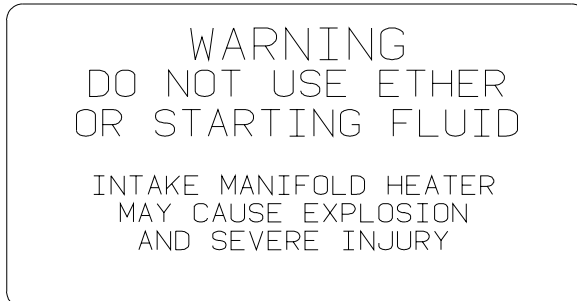 WARNING
DO NOT USE ETHER
OR STARTING FLUID
INTAKE MANIFOLD HEATER
MAY CAUSE EXPLOSION
AND SEVERE INJURY